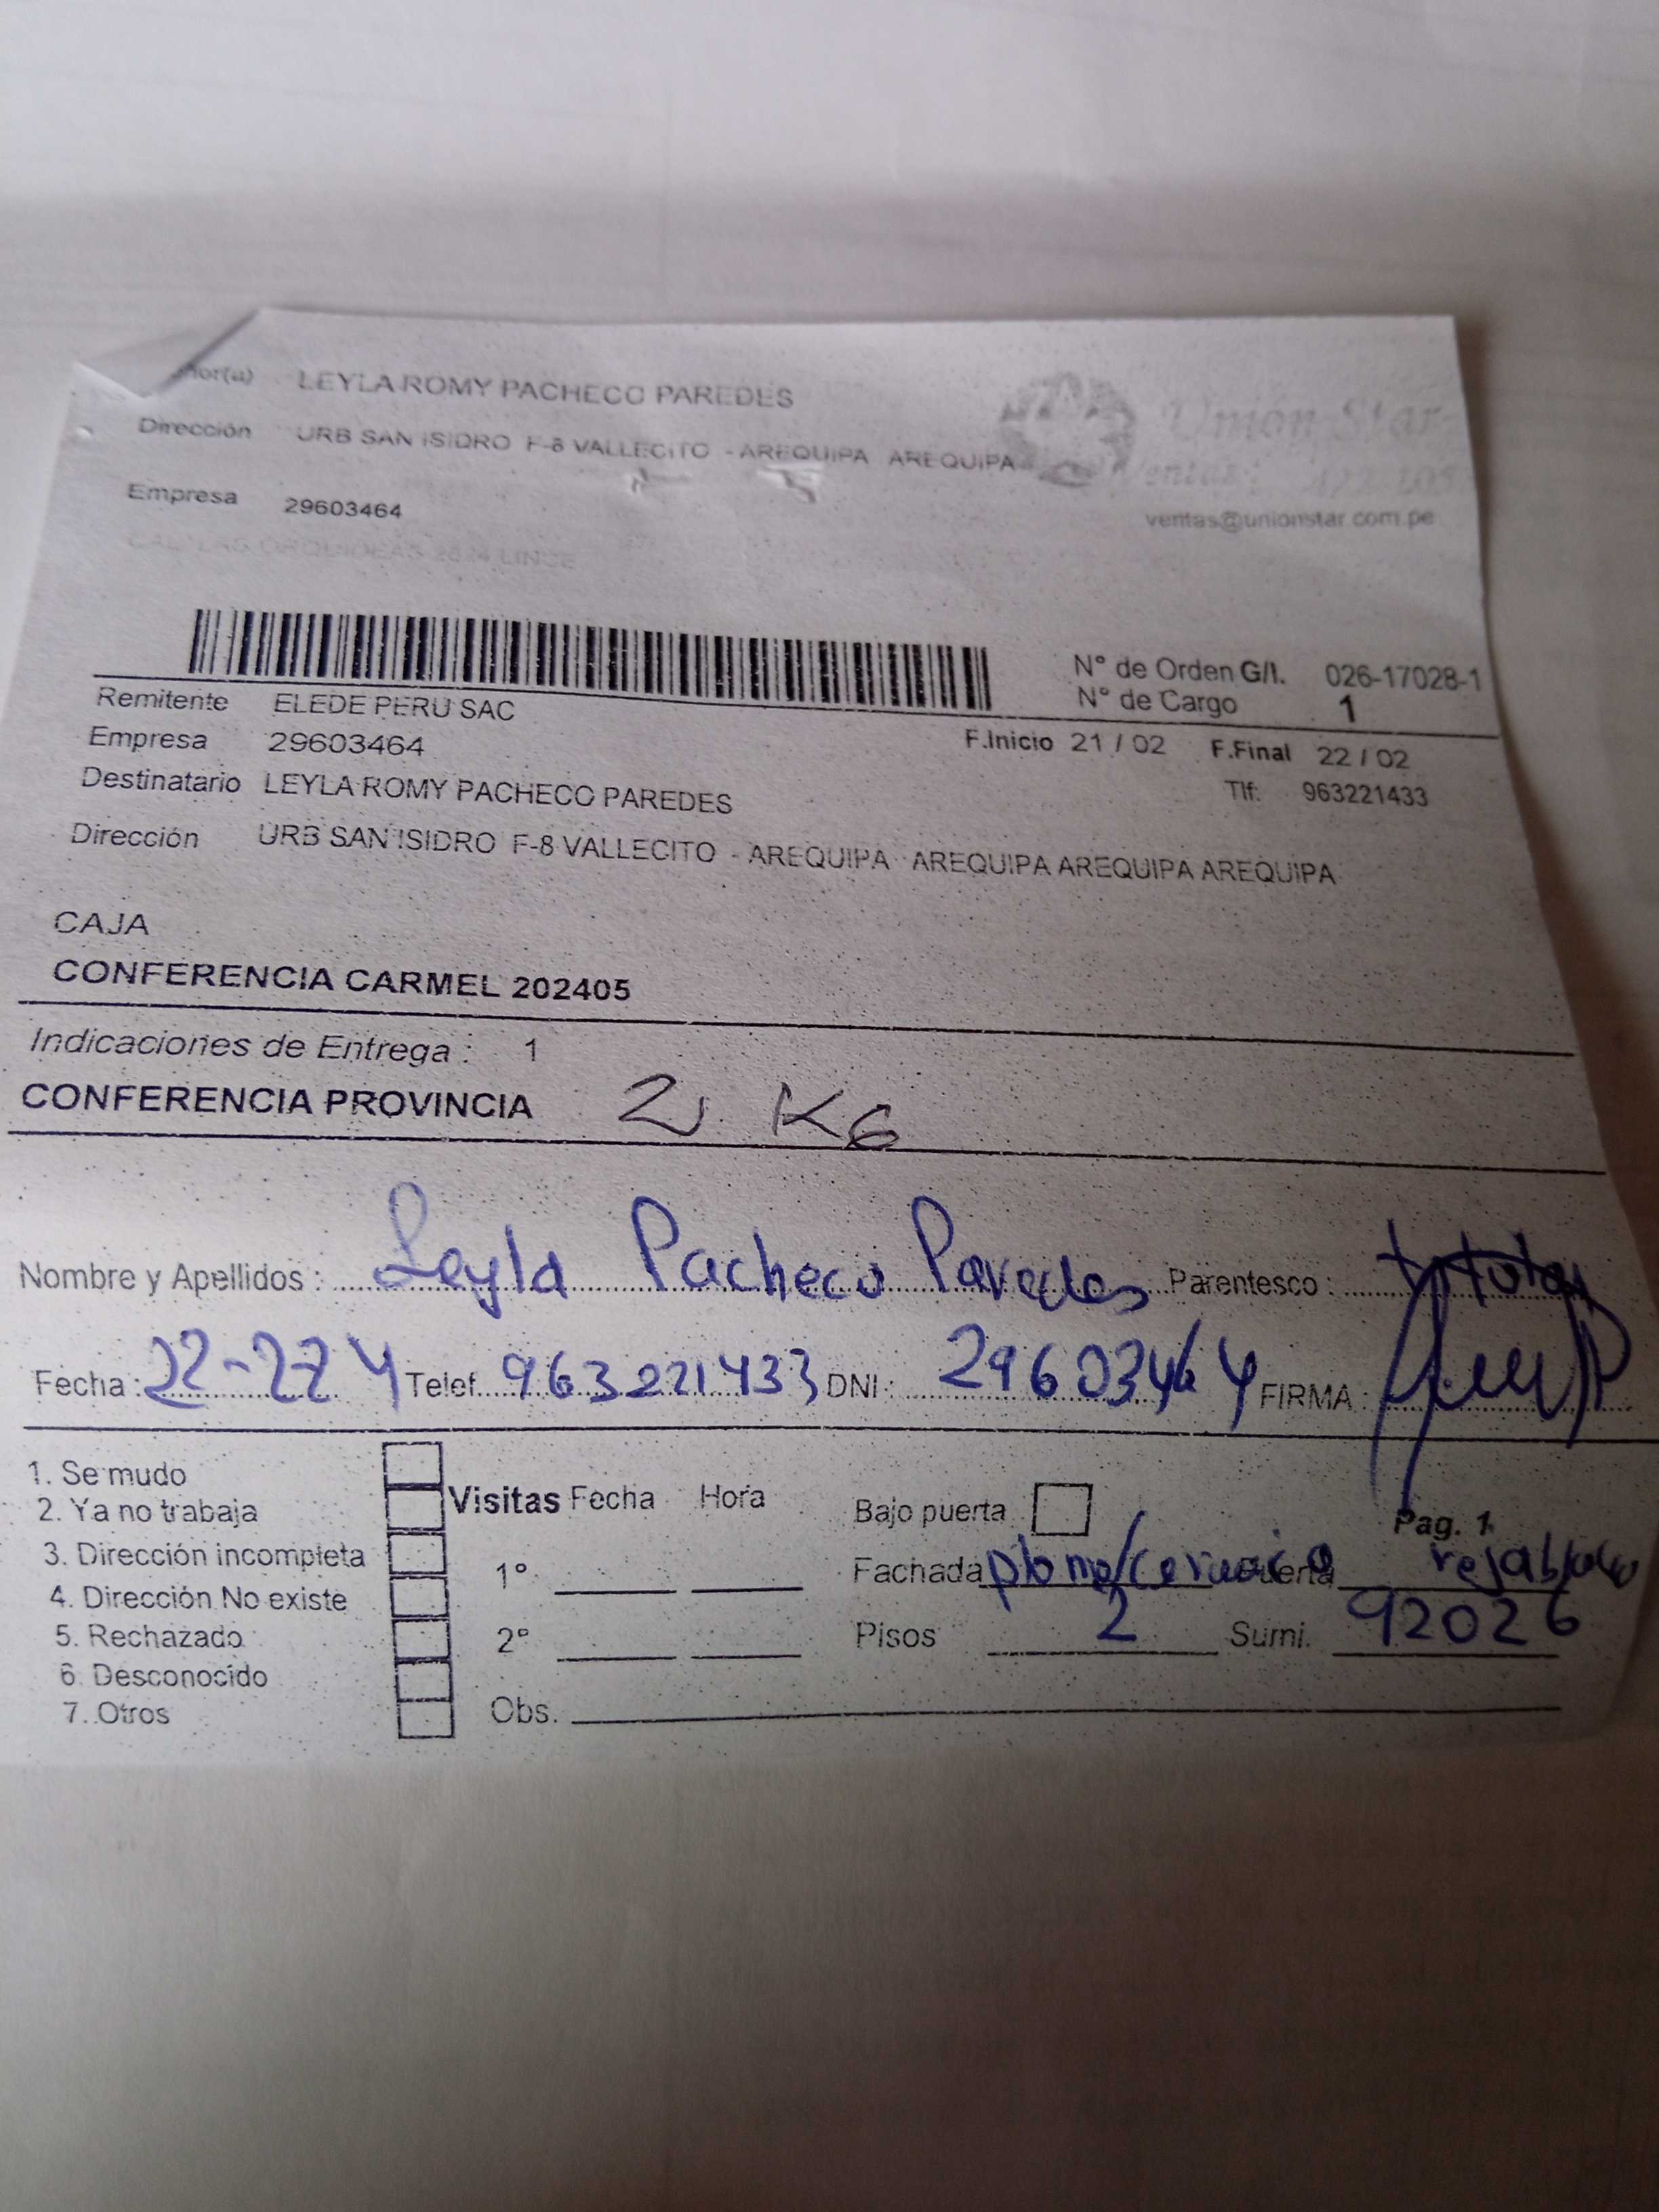 LEYLA ROMY PACHECO PAREDES
Dirección URB SAN ISIDRO F-8 VALLECITO - AREQUIPA AREQUIPA
Unión Star
Empresa 29603464
ventas@unionstar.com.pe
N° de Orden G/I. 026-17028-1
N° de Cargo 1
Remitente ELEDE PERU SAC
Empresa 29603464
F.Inicio 21 / 02 F.Final 22 / 02
Destinatario LEYLA ROMY PACHECO PAREDES
Tlf: 963221433
Dirección URB SAN ISIDRO F-8 VALLECITO - AREQUIPA AREQUIPA AREQUIPA AREQUIPA
CAJA
CONFERENCIA CARMEL 202405
Indicaciones de Entrega : 1
CONFERENCIA PROVINCIA 2 KG
Nombre y Apellidos : Leyla Pacheco Paredes Parentesco :
Fecha : 22-224 Telef. 963221433 DNI : 29603464 FIRMA :
1. Se mudo
2. Ya no trabaja
3. Dirección incompleta
4. Dirección No existe
5. Rechazado
6. Desconocido
7. Otros
Visitas Fecha Hora
1°
2°
Obs.
Bajo puerta
Pag. 1
Fachada plomo/ceramico Puerta
Pisos 2 Sumi. 92026